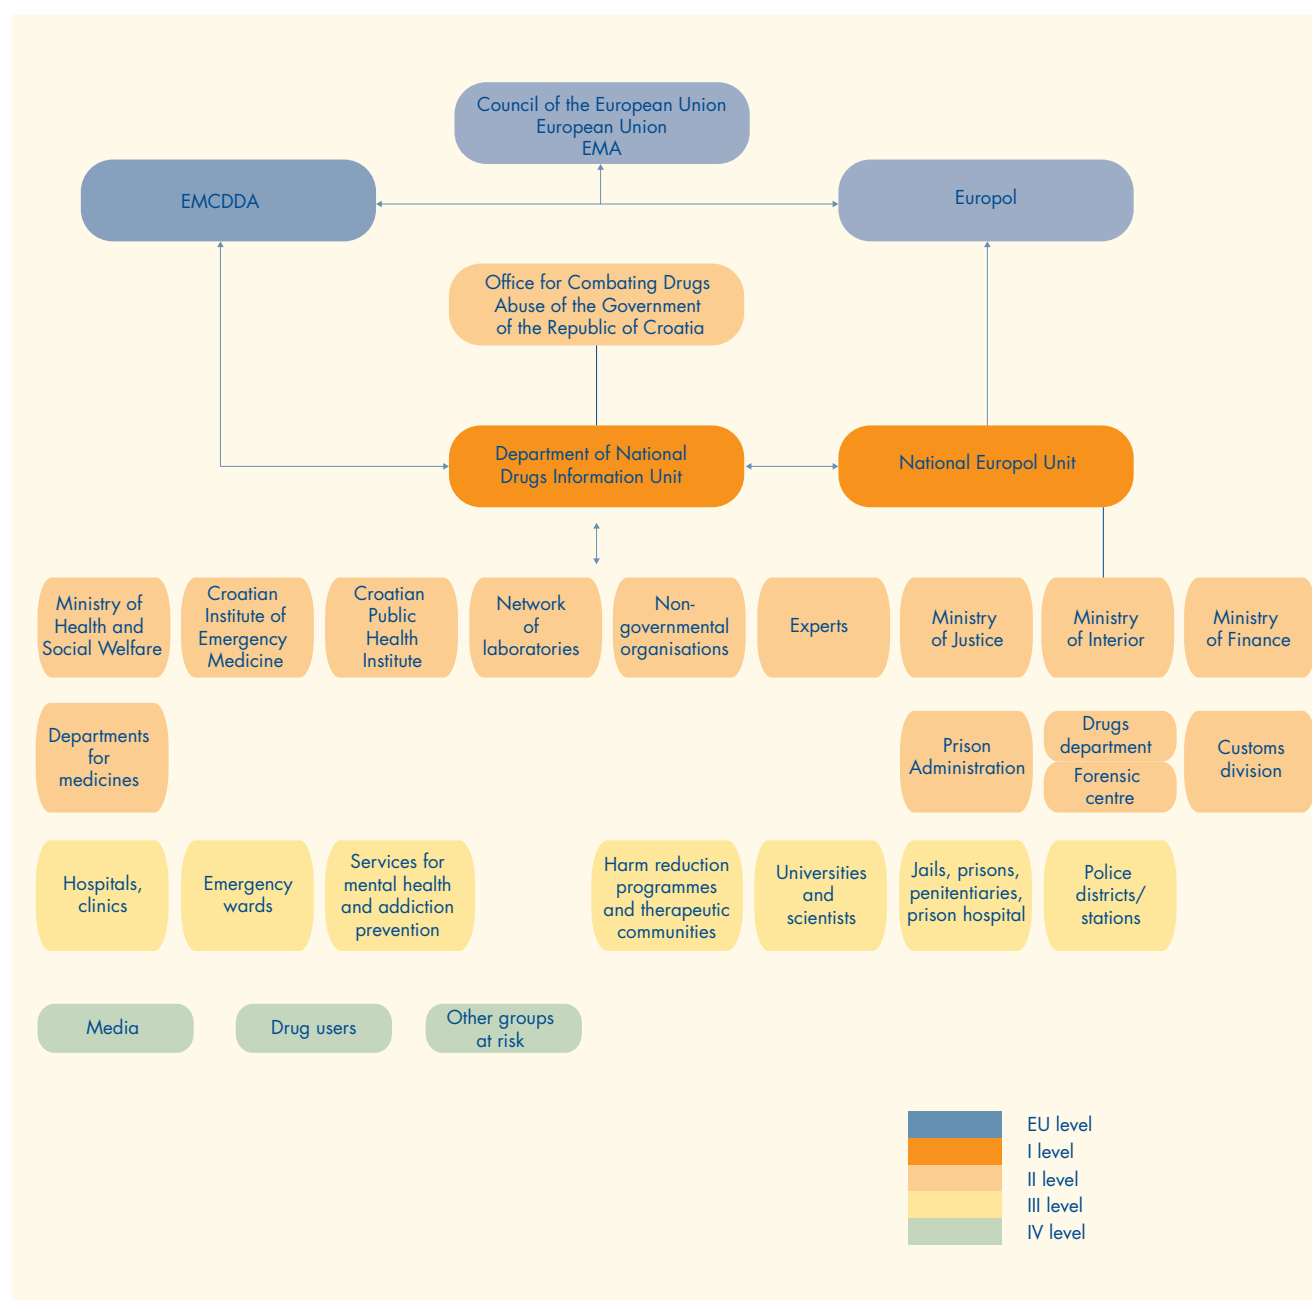 Council of the European Union
European Union
EMA
EMCDDA
Europol
Office for Combating Drugs
Abuse of the Government
of the Republic of Croatia
Department of National
Drugs Information Unit
National Europol Unit
Ministry of
Health and
Social Welfare
Croatian
Institute of
Emergency
Medicine
Croatian
Public
Health
Institute
Network
of
laboratories
Non-
governmental
organisations
Experts
Ministry
of Justice
Ministry
of Interior
Ministry
of Finance
Departments
for
medicines
Prison
Administration
Drugs
department
Forensic
centre
Customs
division
Hospitals,
clinics
Emergency
wards
Services for
mental health
and addiction
prevention
Harm reduction
programmes
and therapeutic
communities
Universities
and
scientists
Jails, prisons,
penitentiaries,
prison hospital
Police
districts/
stations
Media
Drug users
Other groups
at risk
EU level
I level
II level
III level
IV level